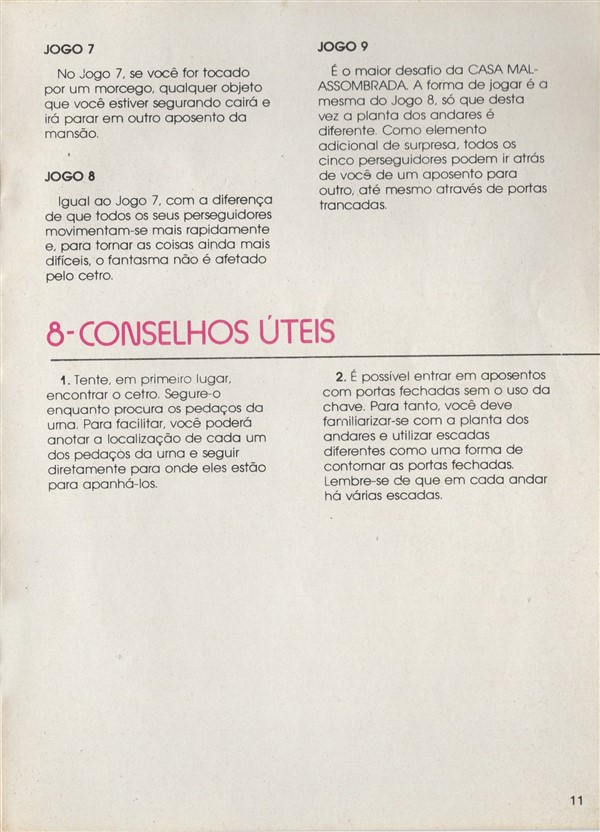 JOGO 7
No Jogo 7, se você for tocado
por um morcego, qualquer objeto
que você estiver segurando cairá e
irá parar em outro aposento da
mansão.
JOGO 8
Igual ao Jogo 7, com a diferença
de que todos os seus perseguidores
movimentam-se mais rapidamente
e, para tornar as coisas ainda mais
difíceis, o fantasma não é afetado
pelo cetro.
JOGO 9
É o maior desafio da CASA MAL-
ASSOMBRADA. A forma de jogar é a
mesma do Jogo 8, só que desta
vez a planta dos andares é
diferente. Como elemento
adicional de surpresa, todos os
cinco perseguidores podem ir atrás
de você de um aposento para
outro, até mesmo através de portas
trancadas.
8-CONSELHOS ÚTEIS
1. Tente, em primeiro lugar,
encontrar o cetro. Segure-o
enquanto procura os pedaços da
urna. Para facilitar, você poderá
anotar a localização de cada um
dos pedaços da urna e seguir
diretamente para onde eles estão
para apanhá-los.
2. É possível entrar em aposentos
com portas fechadas sem o uso da
chave. Para tanto, você deve
familiarizar-se com a planta dos
andares e utilizar escadas
diferentes como uma forma de
contornar as portas fechadas.
Lembre-se de que em cada andar
há várias escadas.
11